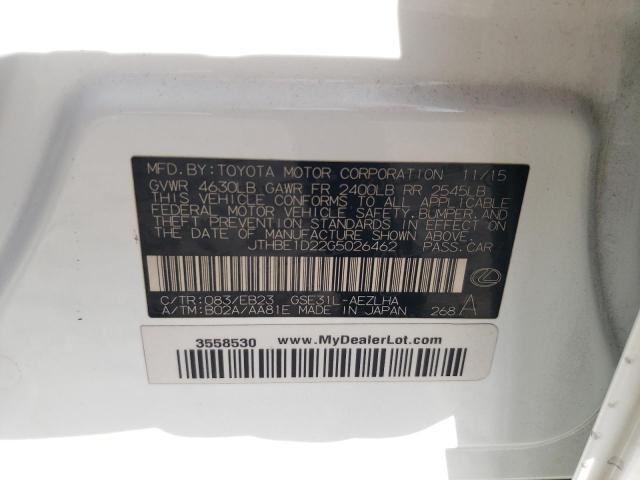 MFD. BY: TOYOTA MOTOR CORPORATION 11/15
GVWR 4630LB GAWR FR 2400LB RR 2545LB
THIS VEHICLE CONFORMS TO ALL APPLICABLE
FEDERAL MOTOR VEHICLE SAFETY, BUMPER, AND
THEFT PREVENTION STANDARDS IN EFFECT ON
THE DATE OF MANUFACTURE SHOWN ABOVE.
JTHBE1D22G5026462 PASS. CAR
C/TR: 083/EB23 GSE31L-AEZLHA
A/TM: B02A/AA81E MADE IN JAPAN 268 A
3558530 www.MyDealerLot.com